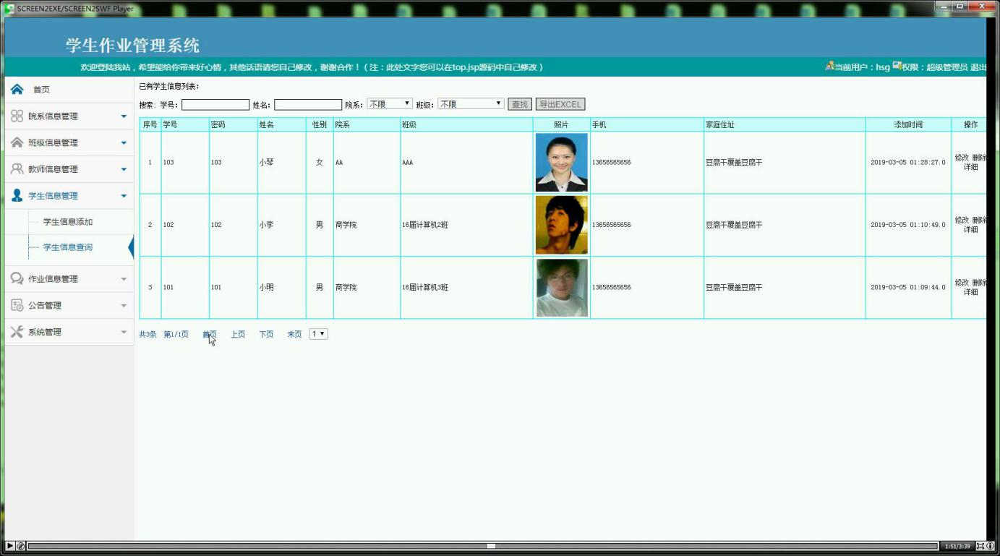 SCREEN2EXE/SCREEN2SWF Player
学生作业管理系统
欢迎登陆我站，希望能给你带来好心情，其他话语请您自己修改，谢谢合作！（注：此处文字您可以在top.jsp源码中自己修改）
当前用户：hsg 权限：超级管理员 退出
首页
院系信息管理
班级信息管理
教师信息管理
学生信息管理
学生信息添加
学生信息查询
作业信息管理
公告管理
系统管理
已有学生信息列表：
搜索: 学号： 姓名： 院系： 不限 班级： 不限 查找 导出EXCEL
序号 学号 密码 姓名 性别 院系 班级 照片 手机 家庭住址 添加时间 操作
1 103 103 小琴 女 AA AAA 13656565656 豆腐干覆盖豆腐干 2019-03-05 01:28:27.0 修改 删除
详细
2 102 102 小李 男 商学院 16届计算机2班 13656565656 豆腐干覆盖豆腐干 2019-03-05 01:10:49.0 修改 删除
详细
3 101 101 小明 男 商学院 16届计算机3班 13656565656 豆腐干覆盖豆腐干 2019-03-05 01:09:44.0 修改 删除
详细
共3条 第1/1页 首页 上页 下页 末页 1
1:51/3:39